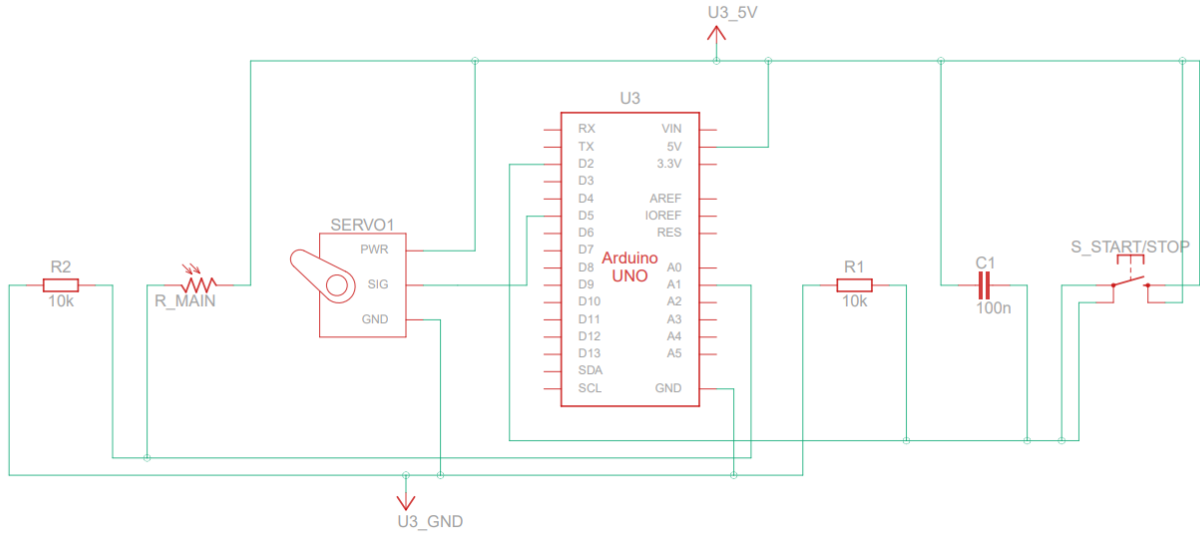 U3_5V
U3
RX
VIN
TX
5V
D2
3.3V
D3
D4
AREF
D5
IOREF
D6
RES
D7
D8
A0
D9
A1
D10
A2
D11
A3
D12
A4
D13
A5
SDA
SCL
GND
Arduino
UNO
SERVO1
PWR
SIG
GND
R2
10k
R_MAIN
R1
10k
C1
100n
S_START/STOP
U3_GND